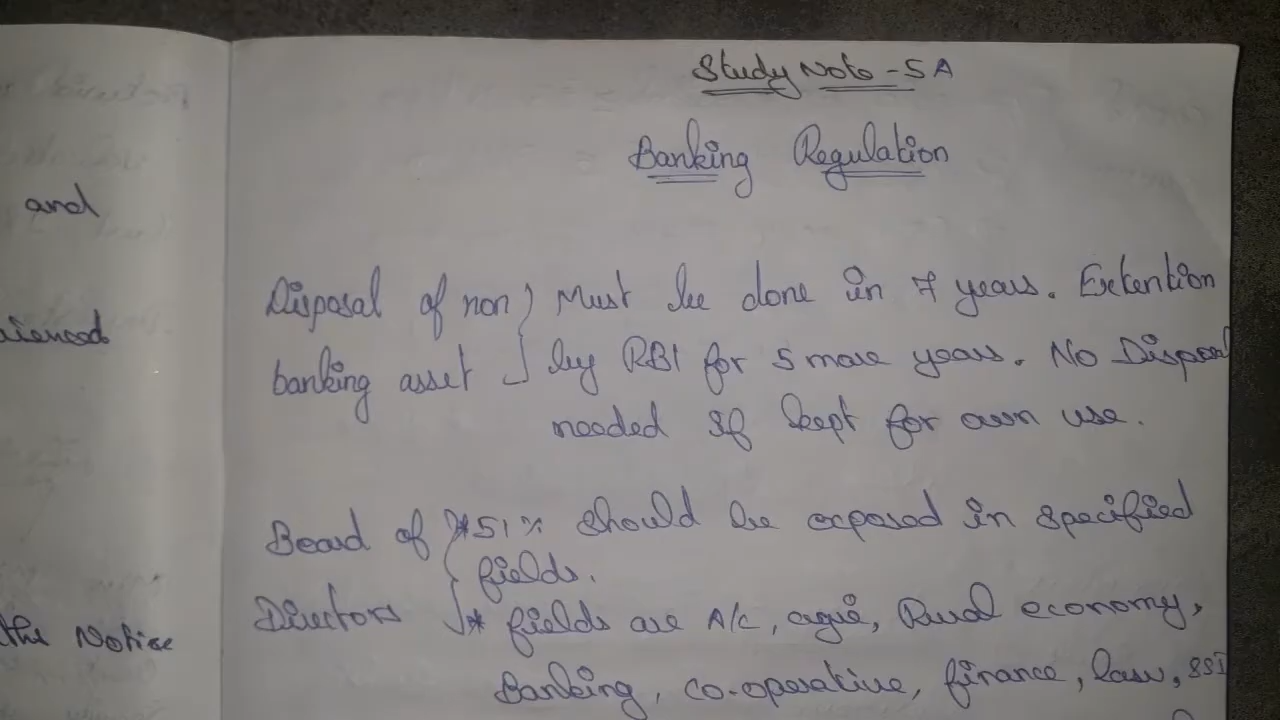 and
the Notice
Study Note - 5A
Banking Regulation
Disposal of non } Must be done in 7 years. Extention
banking asset } by RBI for 5 more years. No Disposal
needed If kept for own use.
Board of { *51% should be exposed in specified
fields.
Directors { * fields are A/c, agri, Rural economy,
Banking, co-operative, finance, law, SSI